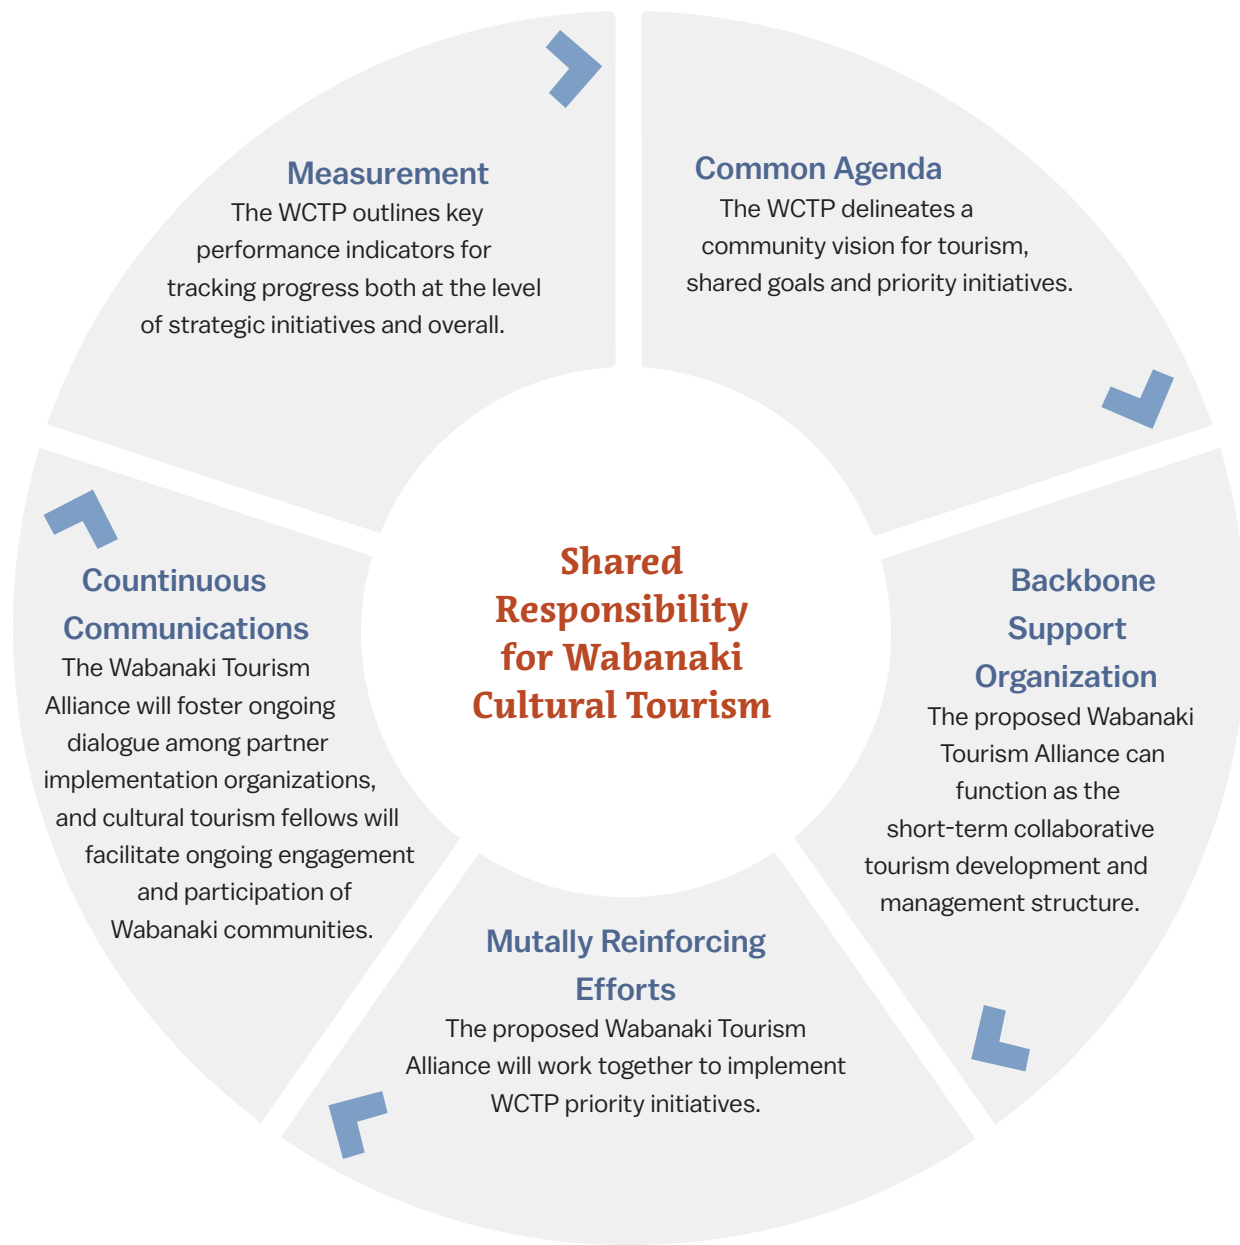 Measurement
The WCTP outlines key
performance indicators for
tracking progress both at the level
of strategic initiatives and overall.
Common Agenda
The WCTP delineates a
community vision for tourism,
shared goals and priority initiatives.
Shared
Responsibility
for Wabanaki
Cultural Tourism
Countinuous
Communications
The Wabanaki Tourism
Alliance will foster ongoing
dialogue among partner
implementation organizations,
and cultural tourism fellows will
facilitate ongoing engagement
and participation of
Wabanaki communities.
Backbone
Support
Organization
The proposed Wabanaki
Tourism Alliance can
function as the
short-term collaborative
tourism development and
management structure.
Mutally Reinforcing
Efforts
The proposed Wabanaki Tourism
Alliance will work together to implement
WCTP priority initiatives.